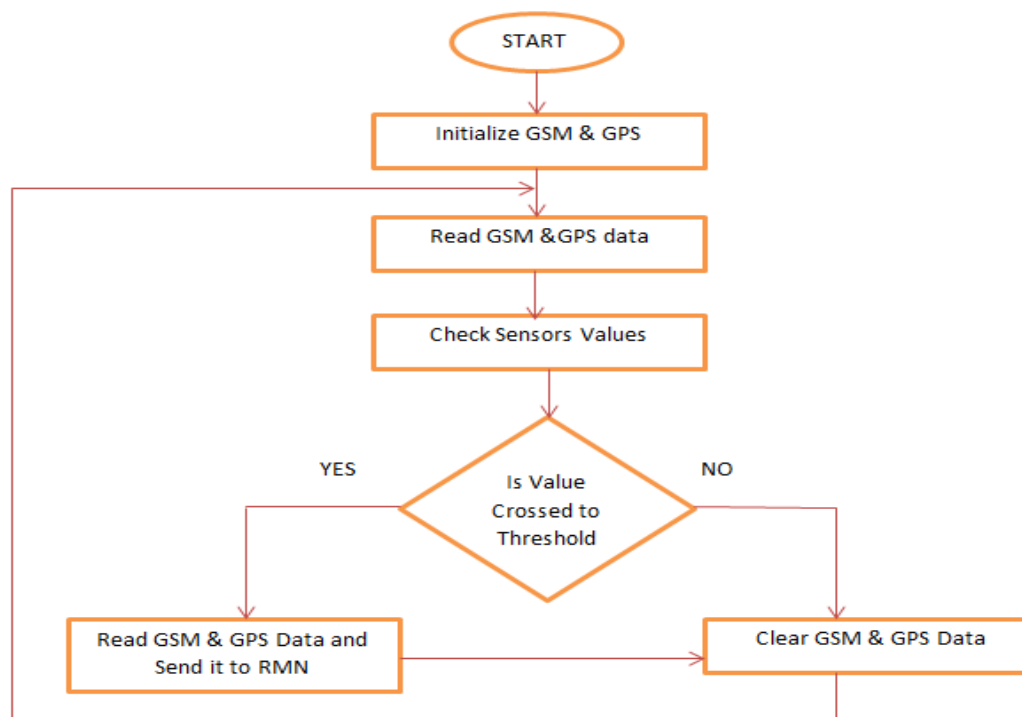 START
Initialize GSM & GPS
Read GSM &GPS data
Check Sensors Values
YES
NO
Is Value
Crossed to
Threshold
Read GSM & GPS Data and
Send it to RMN
Clear GSM & GPS Data